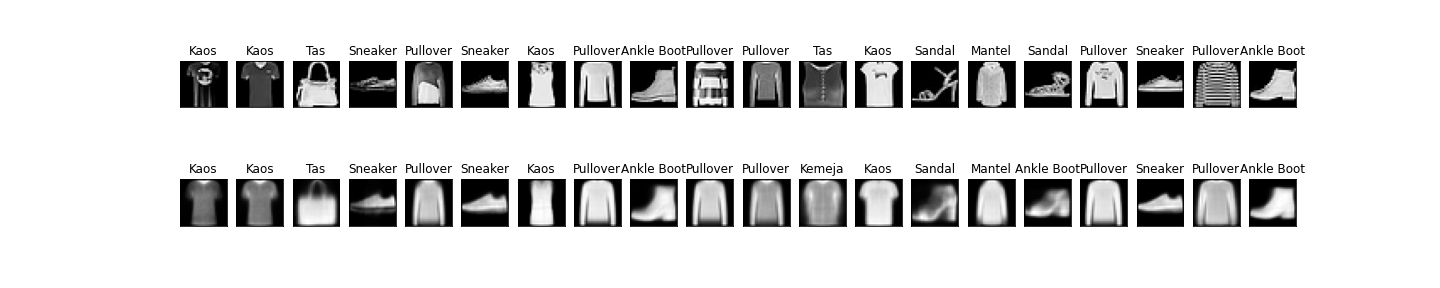 Kaos Kaos Tas Sneaker Pullover Sneaker Kaos Pullover Ankle Boot Pullover Pullover Tas Kaos Sandal Mantel Sandal Pullover Sneaker Pullover Ankle Boot
Kaos Kaos Tas Sneaker Pullover Sneaker Kaos Pullover Ankle Boot Pullover Pullover Kemeja Kaos Sandal Mantel Ankle Boot Pullover Sneaker Pullover Ankle Boot